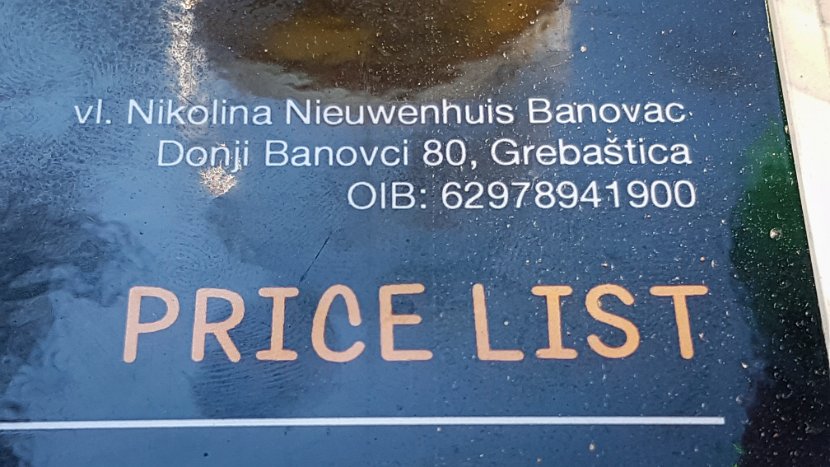 vl. Nikolina Nieuwenhuis Banovac
Donji Banovci 80, Grebaštica
OIB: 62978941900
PRICE LIST